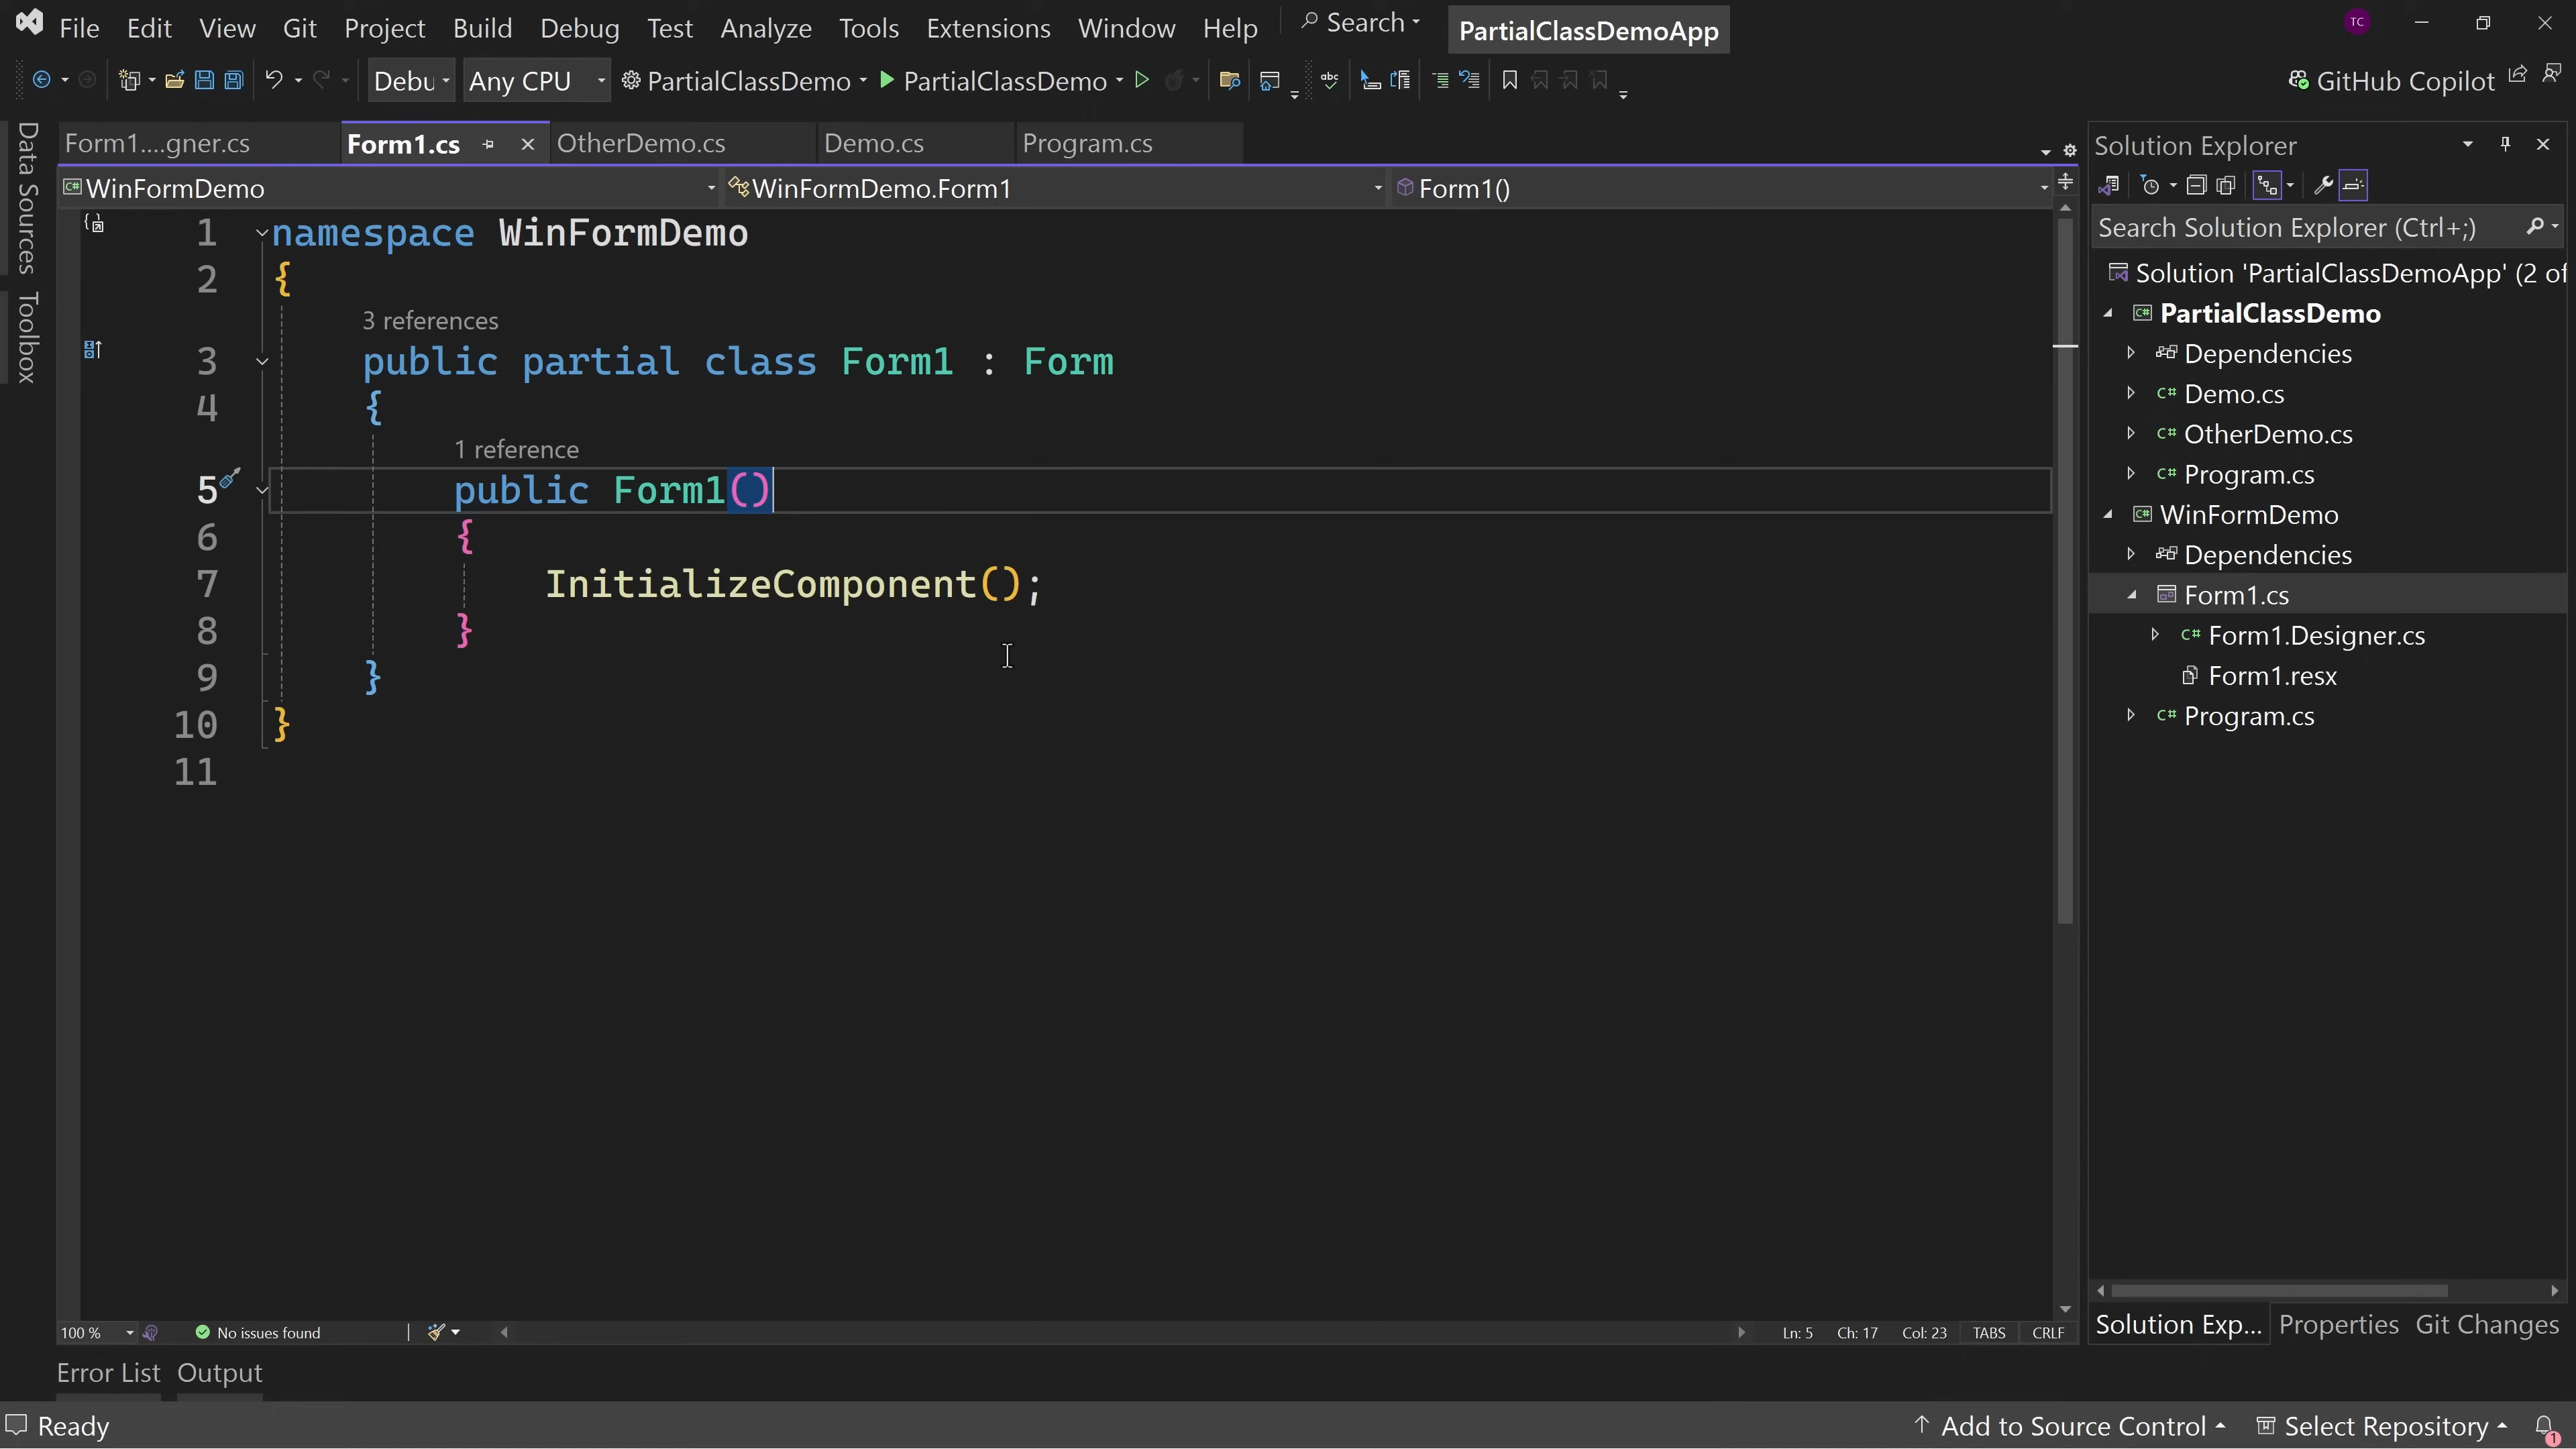 File Edit View Git Project Build Debug Test Analyze Tools Extensions Window Help Search PartialClassDemoApp TC
Debu Any CPU PartialClassDemo PartialClassDemo abc GitHub Copilot
Data Sources
Toolbox
Form1....gner.cs Form1.cs OtherDemo.cs Demo.cs Program.cs
C# WinFormDemo WinFormDemo.Form1 Form1()
1 namespace WinFormDemo
2 {
3 references
3 public partial class Form1 : Form
4 {
1 reference
5 public Form1()
6 {
7 InitializeComponent();
8 }
9 }
10 }
11
100 % No issues found Ln: 5 Ch: 17 Col: 23 TABS CRLF
Solution Explorer
Search Solution Explorer (Ctrl+;)
Solution 'PartialClassDemoApp' (2 of
C# PartialClassDemo
Dependencies
C# Demo.cs
C# OtherDemo.cs
C# Program.cs
C# WinFormDemo
Dependencies
Form1.cs
C# Form1.Designer.cs
Form1.resx
C# Program.cs
Solution Exp... Properties Git Changes
Error List Output
Ready Add to Source Control Select Repository 1